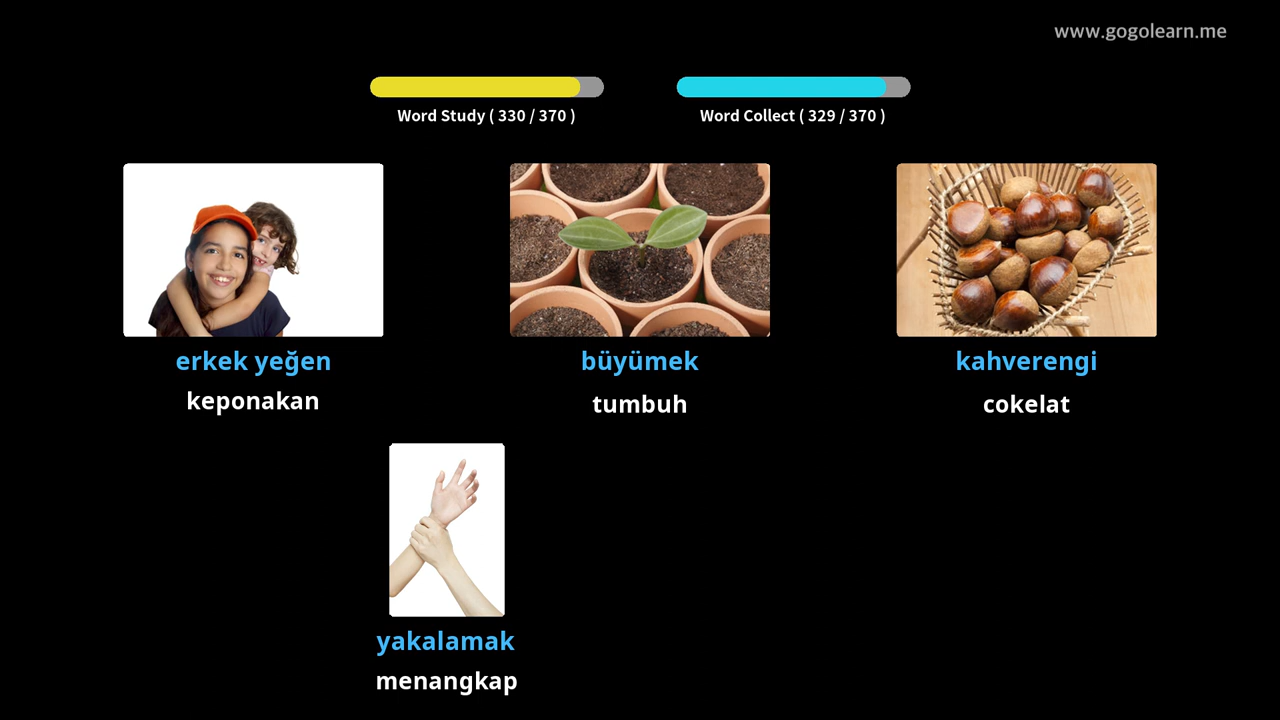 www.gogolearn.me
Word Study ( 330 / 370 )
Word Collect ( 329 / 370 )
erkek yeğen
keponakan
büyümek
tumbuh
kahverengi
cokelat
yakalamak
menangkap